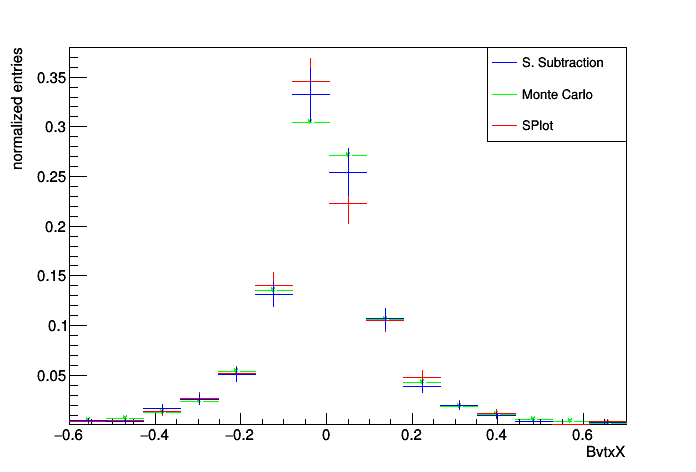 normalized entries
0.35
0.3
0.25
0.2
0.15
0.1
0.05
S. Subtraction
Monte Carlo
SPlot
−0.6 −0.4 −0.2 0 0.2 0.4 0.6
BvtxX